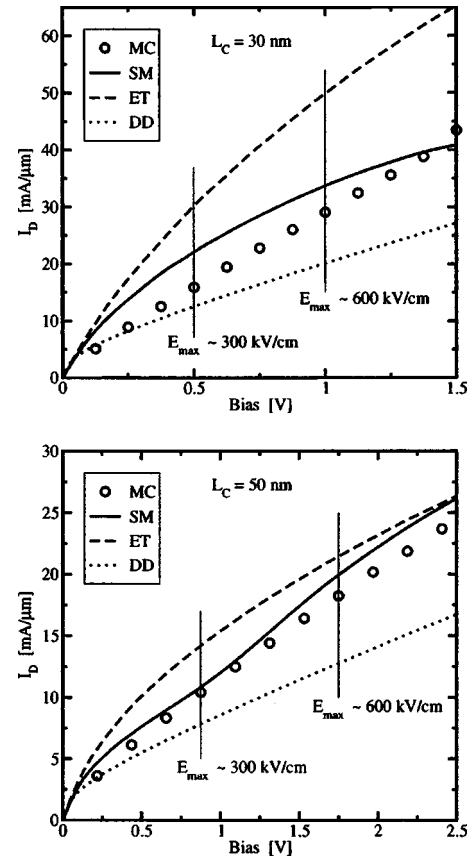 L_C = 30 nm
MC
SM
ET
DD
60
50
40
30
20
10
0
I_D [mA/μm]
E_max ~ 300 kV/cm
E_max ~ 600 kV/cm
0 0.5 1 1.5
Bias [V]
L_C = 50 nm
MC
SM
ET
DD
30
25
20
15
10
5
0
I_D [mA/μm]
E_max ~ 600 kV/cm
E_max ~ 300 kV/cm
0 0.5 1 1.5 2 2.5
Bias [V]